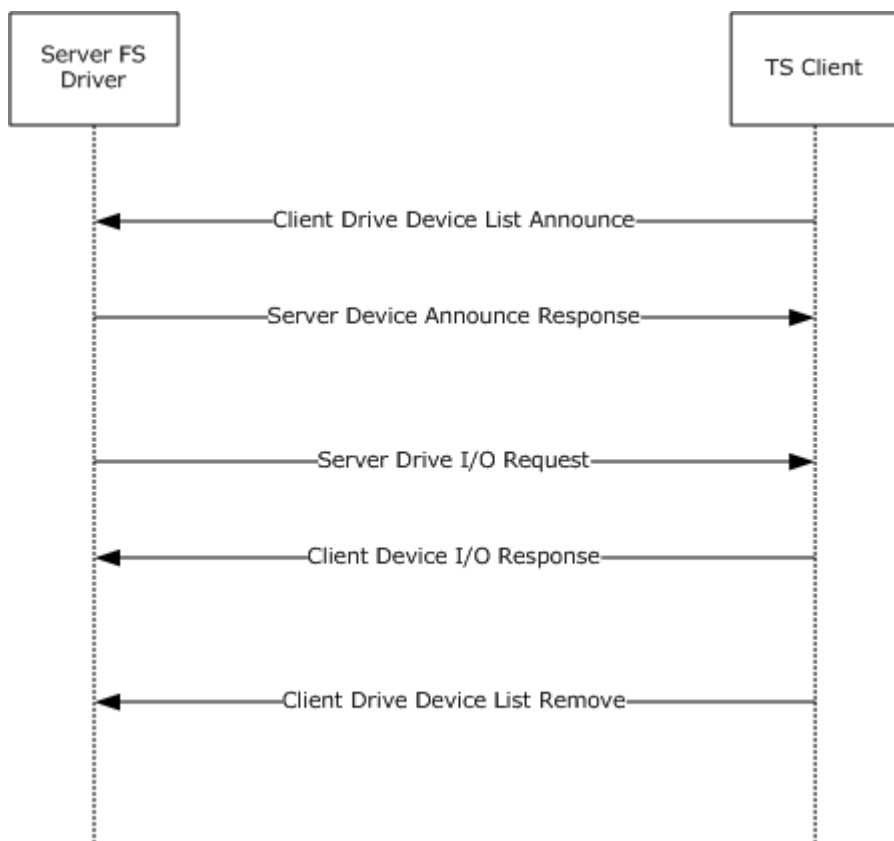 Server FS
Driver
TS Client
Client Drive Device List Announce
Server Device Announce Response
Server Drive I/O Request
Client Device I/O Response
Client Drive Device List Remove